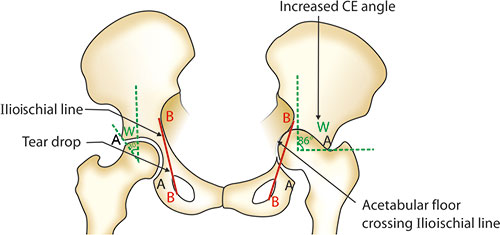 Increased CE angle
Ilioischial line
Tear drop
B
W
A
A
B
B
W
A
36°
A
B
Acetabular floor
crossing Ilioischial line